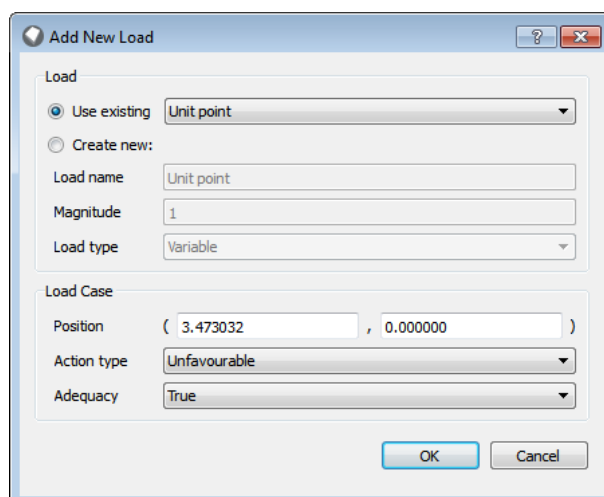 Add New Load
Load
Use existing Unit point
Create new:
Load name Unit point
Magnitude 1
Load type Variable
Load Case
Position ( 3.473032 , 0.000000 )
Action type Unfavourable
Adequacy True
OK Cancel